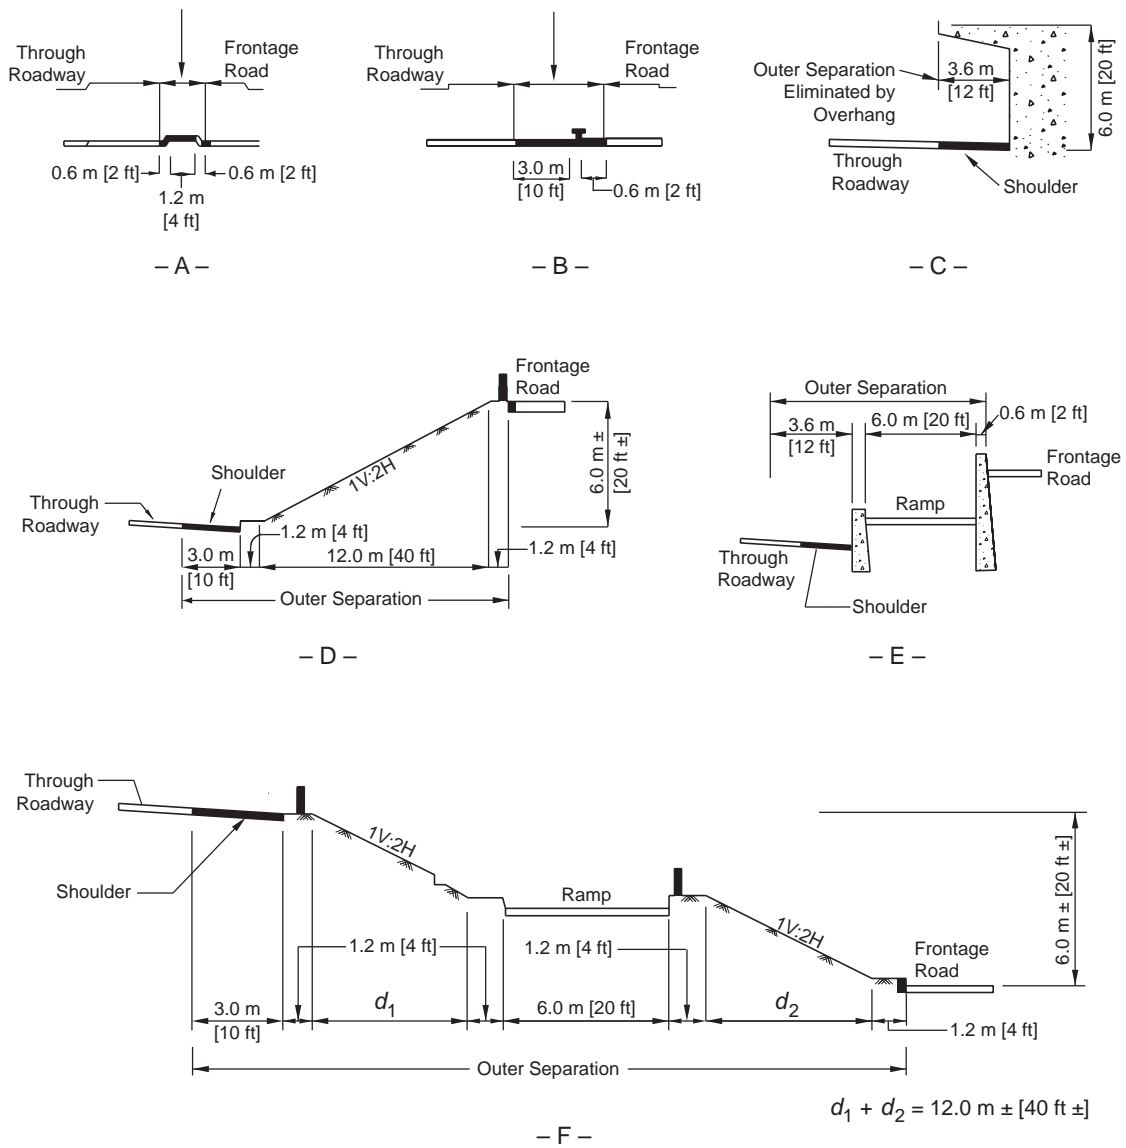 Through
Roadway
Frontage
Road
0.6 m [2 ft]
0.6 m [2 ft]
1.2 m
[4 ft]
– A –
Through
Roadway
Frontage
Road
3.0 m
[10 ft]
0.6 m [2 ft]
– B –
Outer Separation
Eliminated by
Overhang
3.6 m
[12 ft]
6.0 m [20 ft]
Through
Roadway
Shoulder
– C –
Frontage
Road
Shoulder
1V:2H
6.0 m ±
[20 ft ±]
Through
Roadway
1.2 m [4 ft]
3.0 m
[10 ft]
12.0 m [40 ft]
1.2 m [4 ft]
Outer Separation
– D –
Outer Separation
3.6 m
[12 ft]
6.0 m [20 ft]
0.6 m [2 ft]
Frontage
Road
Ramp
Through
Roadway
Shoulder
– E –
Through
Roadway
1V:2H
Shoulder
Ramp
1V:2H
6.0 m ± [20 ft ±]
Frontage
Road
1.2 m [4 ft]
1.2 m [4 ft]
3.0 m
[10 ft]
d1
6.0 m [20 ft]
d2
1.2 m [4 ft]
Outer Separation
d1 + d2 = 12.0 m ± [40 ft ±]
– F –